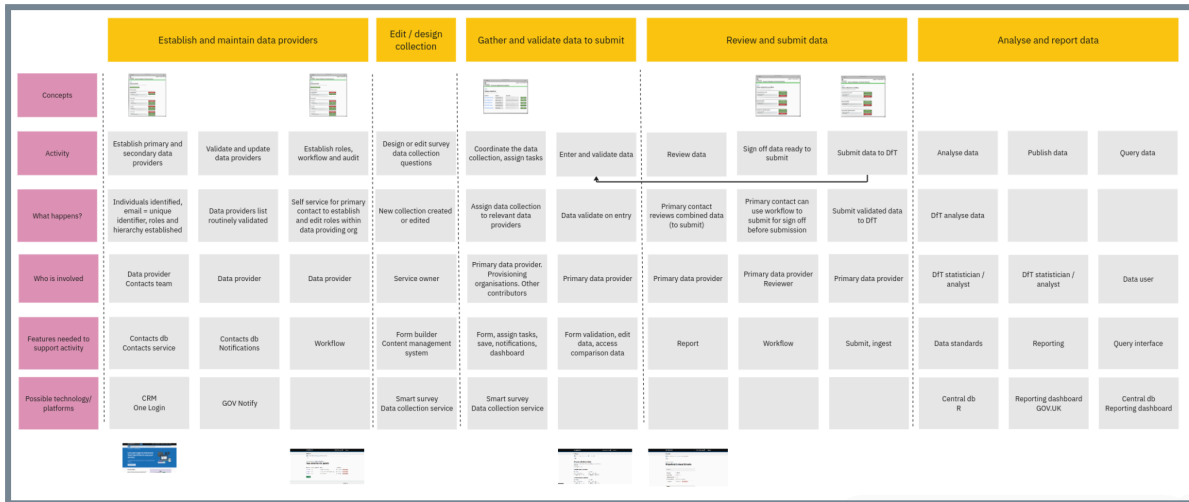 Establish and maintain data providers
Edit / design
collection
Gather and validate data to submit
Review and submit data
Analyse and report data
Concepts
Activity
Establish primary and
secondary data
providers
Validate and update
data providers
Establish roles,
workflow and audit
Design or edit survey
data collection
questions
Coordinate the data
collection, assign tasks
Enter and validate data
Review data
Sign off data ready to
submit
Submit data to DfT
Analyse data
Publish data
Query data
What happens?
Individuals identified,
email = unique
identifier, roles and
hierarchy established
Data providers list
routinely validated
Self service for primary
contact to establish
and edit roles within
data providing org
New collection created
or edited
Assign data collection
to relevant data
providers
Data validate on entry
Primary contact
reviews combined data
(to submit)
Primary contact can
use workflow to
submit for sign off
before submission
Submit validated data
to DfT
DfT analyse data
Who is involved
Data provider
Contacts team
Data provider
Data provider
Service owner
Primary data provider.
Provisioning
organisations. Other
contributors
Primary data provider
Primary data provider
Primary data provider
Reviewer
Primary data provider
DfT statistician /
analyst
DfT statistician /
analyst
Data user
Features needed to
support activity
Contacts db
Contacts service
Contacts db
Notifications
Workflow
Form builder
Content management
system
Form, assign tasks,
save, notifications,
dashboard
Form validation, edit
data, access
comparison data
Report
Workflow
Submit, ingest
Data standards
Reporting
Query interface
Possible technology/
platforms
CRM
One Login
GOV Notify
Smart survey
Data collection service
Smart survey
Data collection service
Central db
R
Reporting dashboard
GOV.UK
Central db
Reporting dashboard